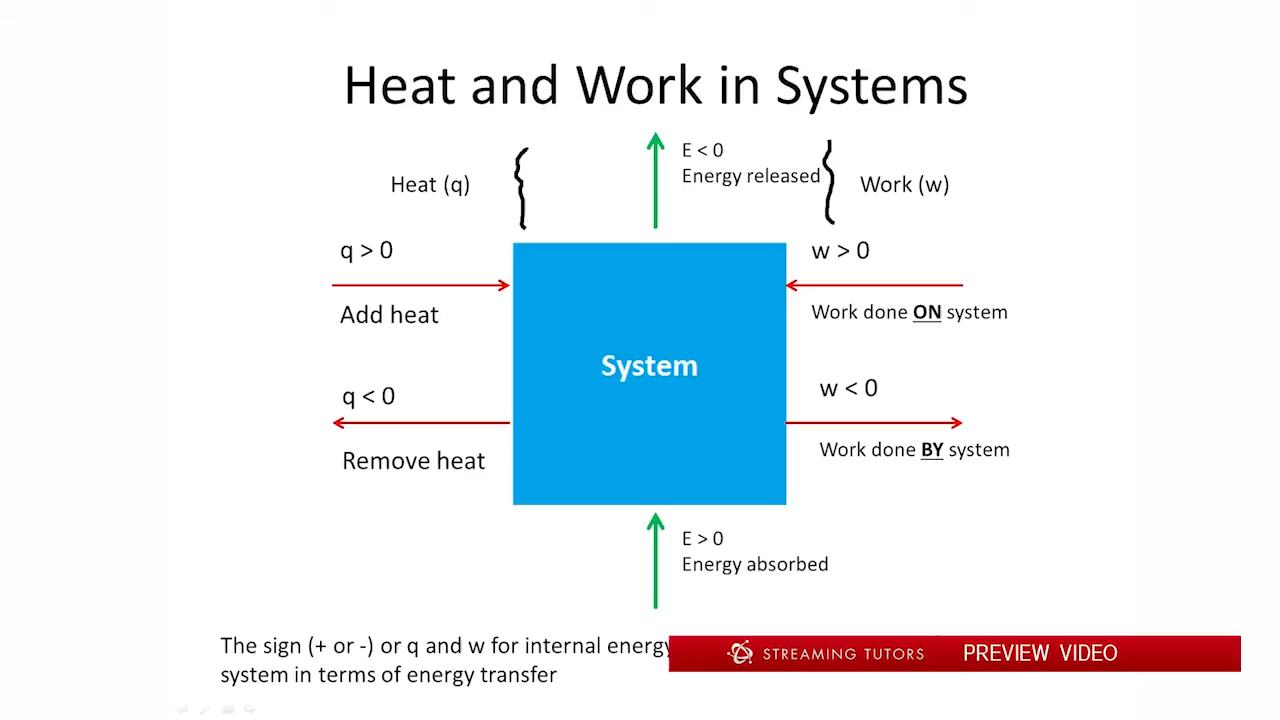 Heat and Work in Systems
E < 0
Energy released
Heat (q)
Work (w)
q > 0
w > 0
Add heat
Work done ON system
System
q < 0
w < 0
Remove heat
Work done BY system
E > 0
Energy absorbed
The sign (+ or -) or q and w for internal energy
system in terms of energy transfer
STREAMING TUTORS PREVIEW VIDEO